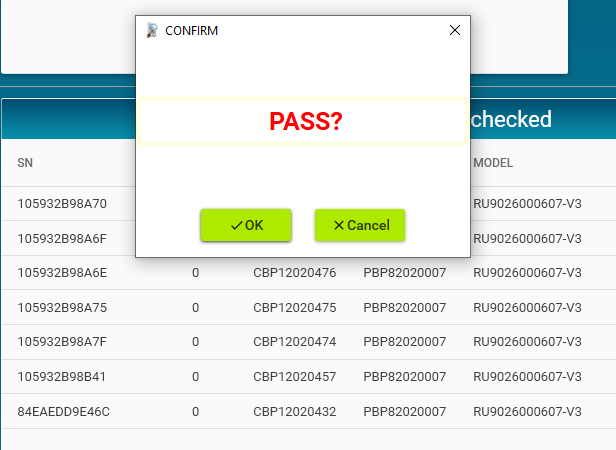 CONFIRM
PASS?
checked
OK
Cancel
SN MODEL
105932B98A70 RU9026000607-V3
105932B98A6F RU9026000607-V3
105932B98A6E 0 CBP12020476 PBP82020007 RU9026000607-V3
105932B98A75 0 CBP12020475 PBP82020007 RU9026000607-V3
105932B98A7F 0 CBP12020474 PBP82020007 RU9026000607-V3
105932B98B41 0 CBP12020457 PBP82020007 RU9026000607-V3
84EAEDD9E46C 0 CBP12020432 PBP82020007 RU9026000607-V3